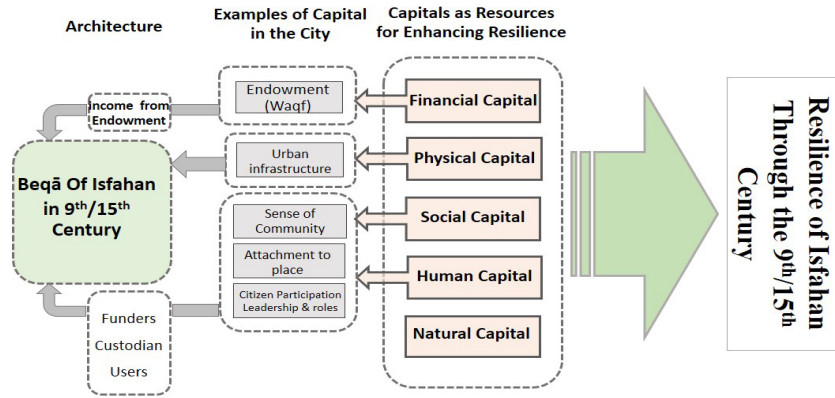 Architecture
Examples of Capital
in the City
Capitals as Resources
for Enhancing Resilience
Income from
Endowment
Endowment
(Waqf)
Financial Capital
Beqā Of Isfahan
in 9th/15th
Century
Urban
infrastructure
Physical Capital
Sense of
Community
Social Capital
Attachment to
place
Human Capital
Citizen Participation
Leadership & roles
Natural Capital
Funders
Custodian
Users
Resilience of Isfahan
Through the 9th/15th
Century